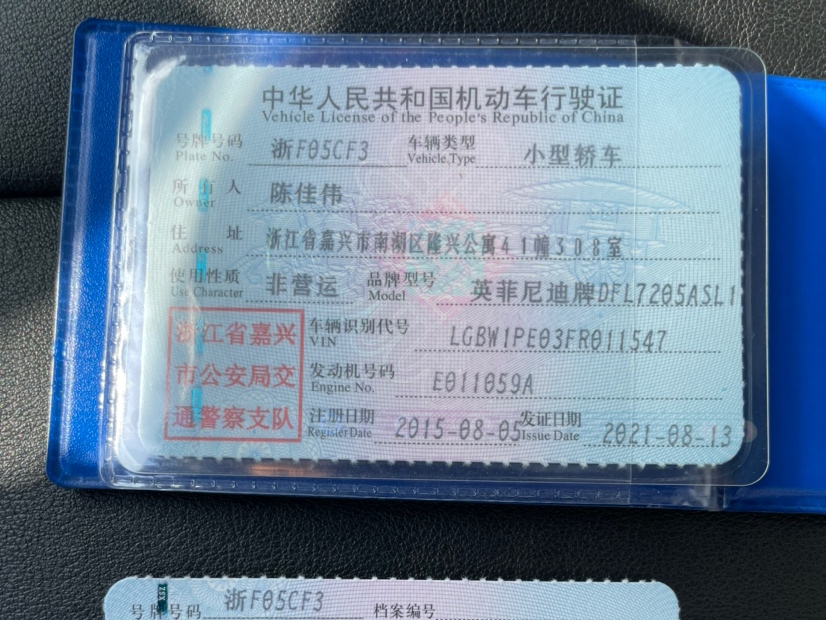 中华人民共和国机动车行驶证
Vehicle License of the People's Republic of China
号牌号码 浙F05CF3 车辆类型 小型轿车
Plate No. Vehicle Type
所有人 陈佳伟
Owner
住址 浙江省嘉兴市南湖区隆兴公寓41幢308室
Address
使用性质 非营运 品牌型号 英菲尼迪牌DFL7205ASL1
Use Character Model
浙江省嘉兴
市公安局交
通警察支队
车辆识别代号 LGBW1PE03FR011547
VIN
发动机号码 E011059A
Engine No.
注册日期 2015-08-05 发证日期 2021-08-13
Register Date Issue Date
XSZ
号牌号码 浙F05CF3 档案编号